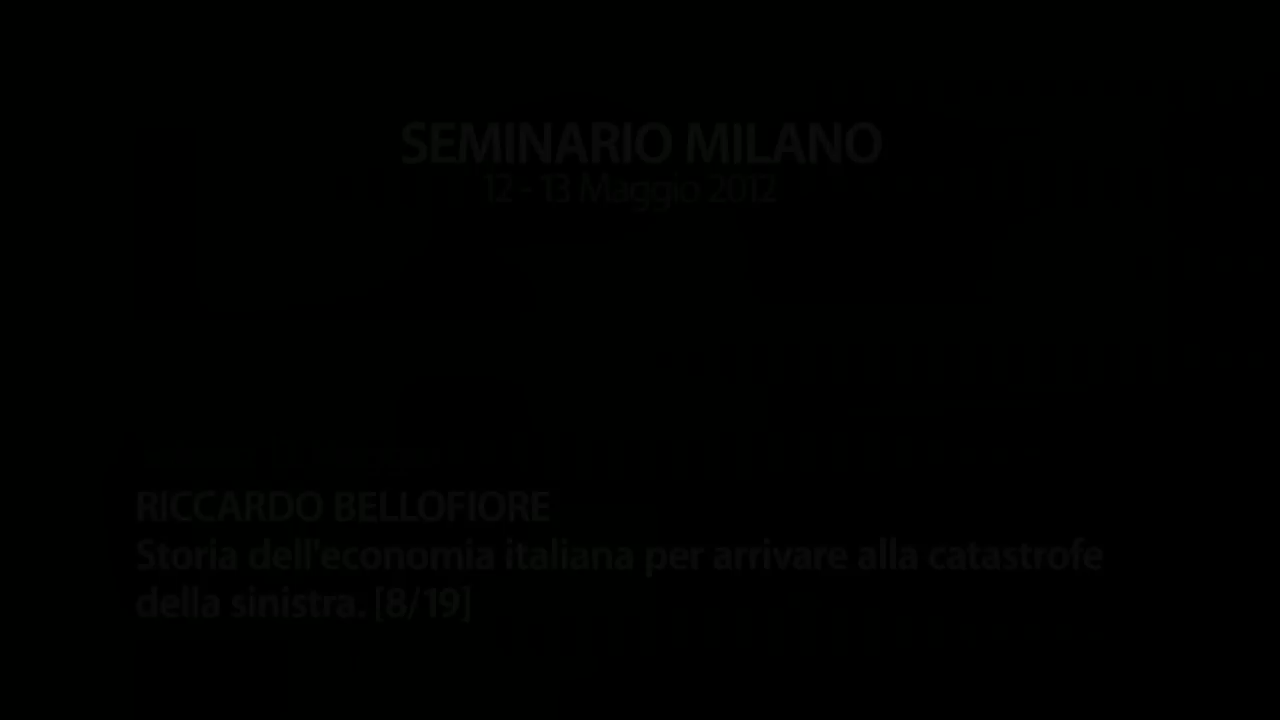 SEMINARIO MILANO
12 - 13 Maggio 2012
RICCARDO BELLOFIORE
Storia dell'economia italiana per arrivare alla catastrofe
della sinistra. [8/19]